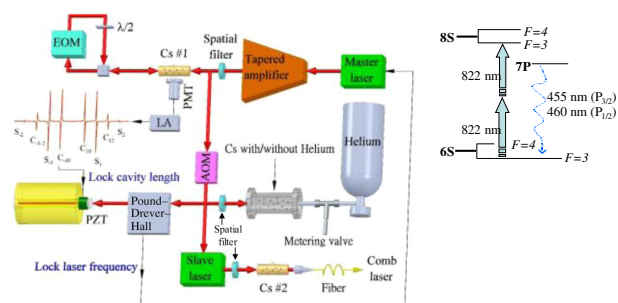 λ/2
EOM
Cs #1
Spatial
filter
Tapered
amplifier
Master
laser
PMT
LA
S₋₂
C₋₁₋₂
S₋₁
C₋₁₀
C₁₀
S₁
C₁₂
S₂
AOM
Cs with/without Helium
Helium
Lock cavity length
PZT
Pound–
Drever–
Hall
Spatial
filter
Metering valve
Lock laser frequency
Slave
laser
Cs #2
Fiber
Comb
laser
8S
F=4
F=3
7P
822 nm
455 nm (P₃/₂)
460 nm (P₁/₂)
822 nm
6S
F=4
F=3